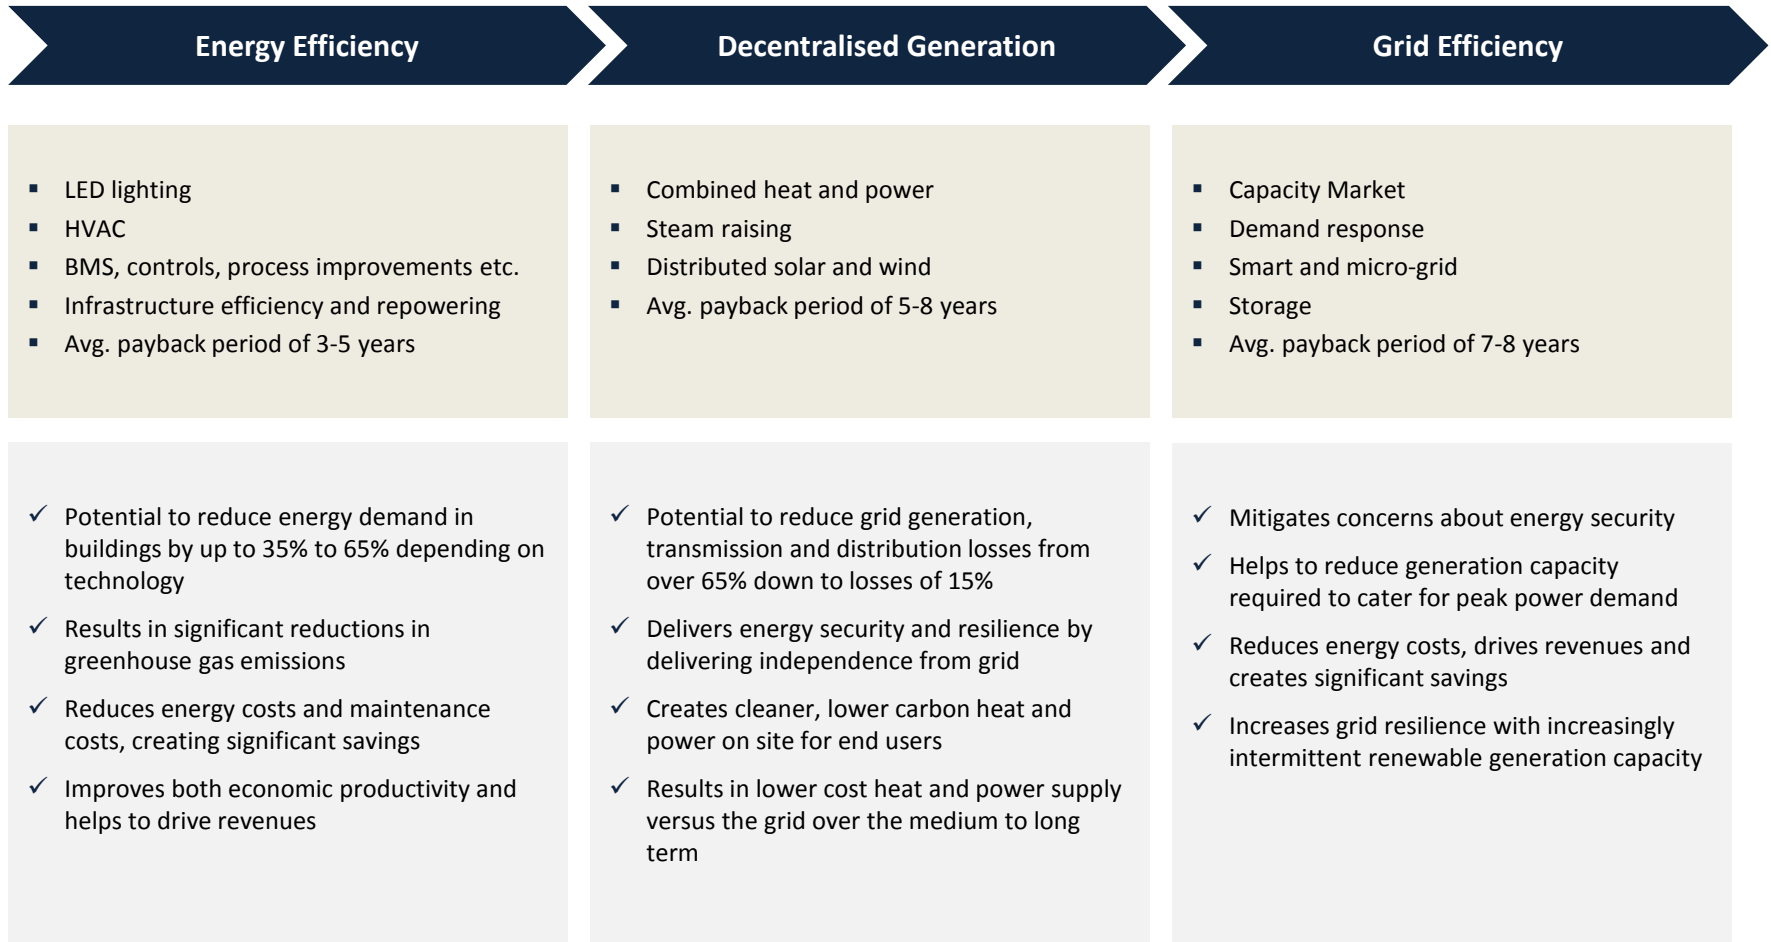 Energy Efficiency
Decentralised Generation
Grid Efficiency
▪ LED lighting
▪ HVAC
▪ BMS, controls, process improvements etc.
▪ Infrastructure efficiency and repowering
▪ Avg. payback period of 3-5 years
▪ Combined heat and power
▪ Steam raising
▪ Distributed solar and wind
▪ Avg. payback period of 5-8 years
▪ Capacity Market
▪ Demand response
▪ Smart and micro-grid
▪ Storage
▪ Avg. payback period of 7-8 years
✓ Potential to reduce energy demand in
buildings by up to 35% to 65% depending on
technology
✓ Results in significant reductions in
greenhouse gas emissions
✓ Reduces energy costs and maintenance
costs, creating significant savings
✓ Improves both economic productivity and
helps to drive revenues
✓ Potential to reduce grid generation,
transmission and distribution losses from
over 65% down to losses of 15%
✓ Delivers energy security and resilience by
delivering independence from grid
✓ Creates cleaner, lower carbon heat and
power on site for end users
✓ Results in lower cost heat and power supply
versus the grid over the medium to long
term
✓ Mitigates concerns about energy security
✓ Helps to reduce generation capacity
required to cater for peak power demand
✓ Reduces energy costs, drives revenues and
creates significant savings
✓ Increases grid resilience with increasingly
intermittent renewable generation capacity